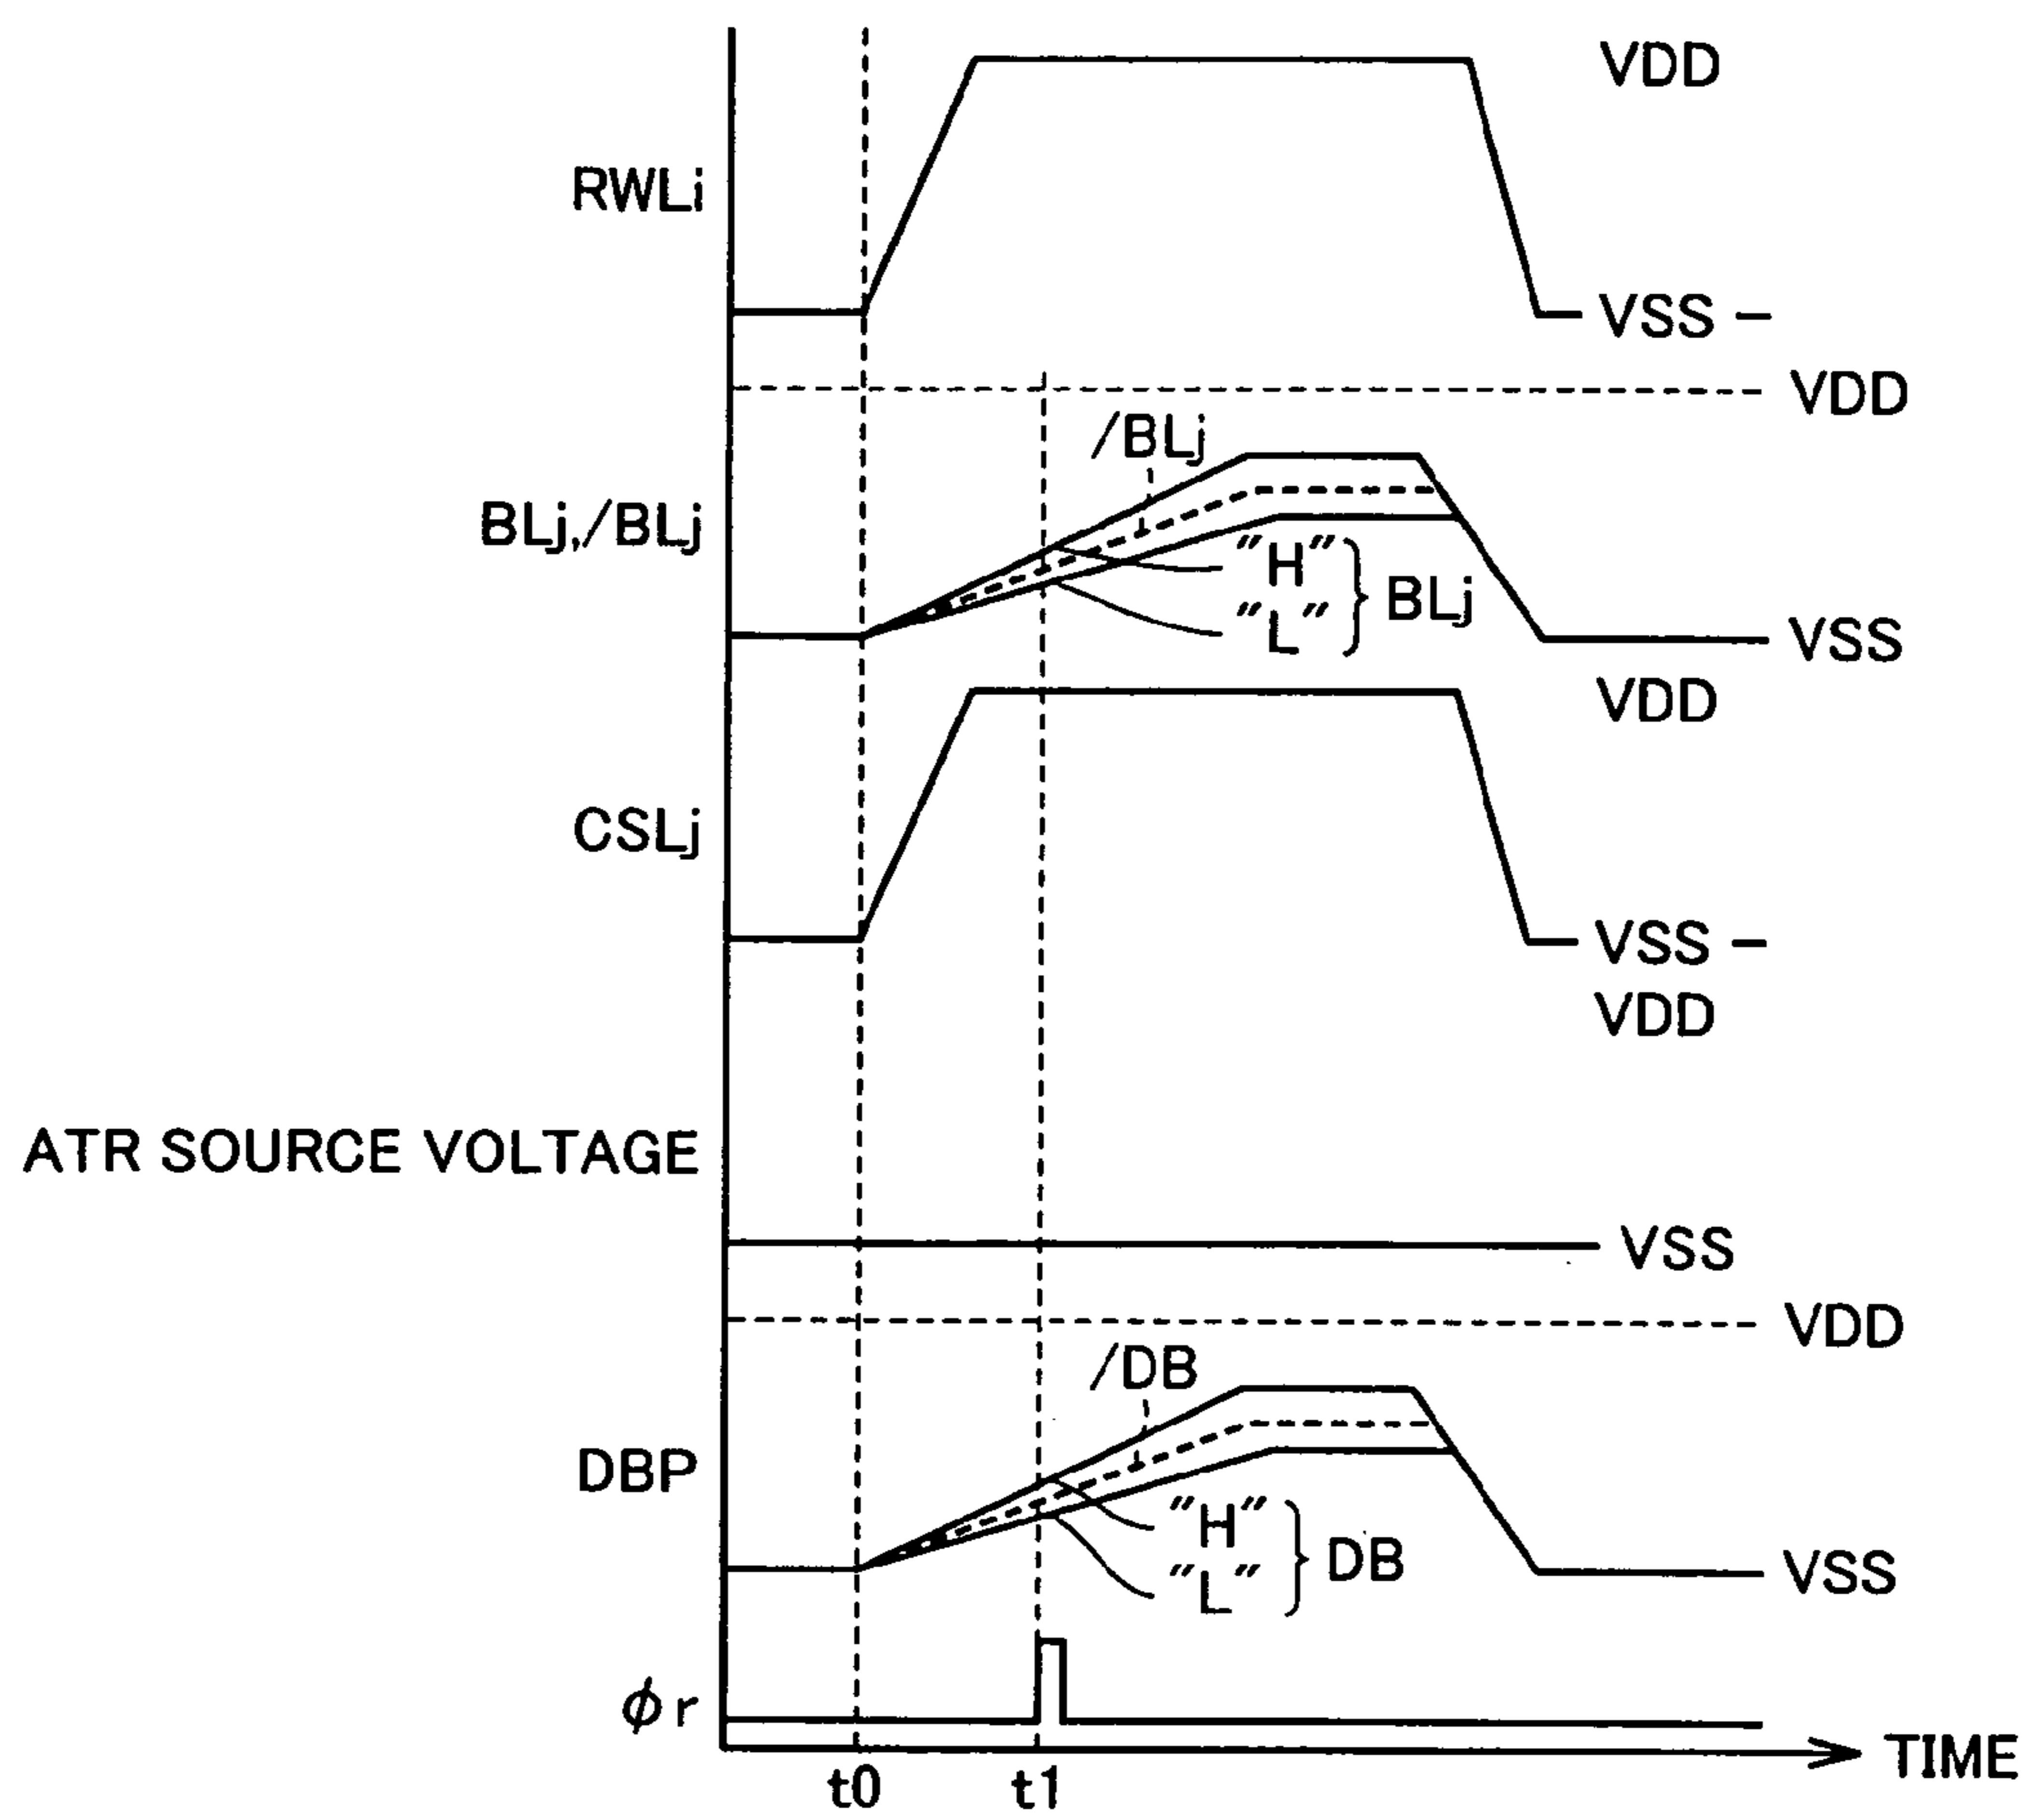 VDD
RWLi
VSS
VDD
/BLj
BLj,/BLj
"H"
"L"
BLj
VSS
VDD
CSLj
VSS
VDD
ATR SOURCE VOLTAGE
VSS
VDD
/DB
DBP
"H"
"L"
DB
VSS
ϕr
TIME
t0 t1